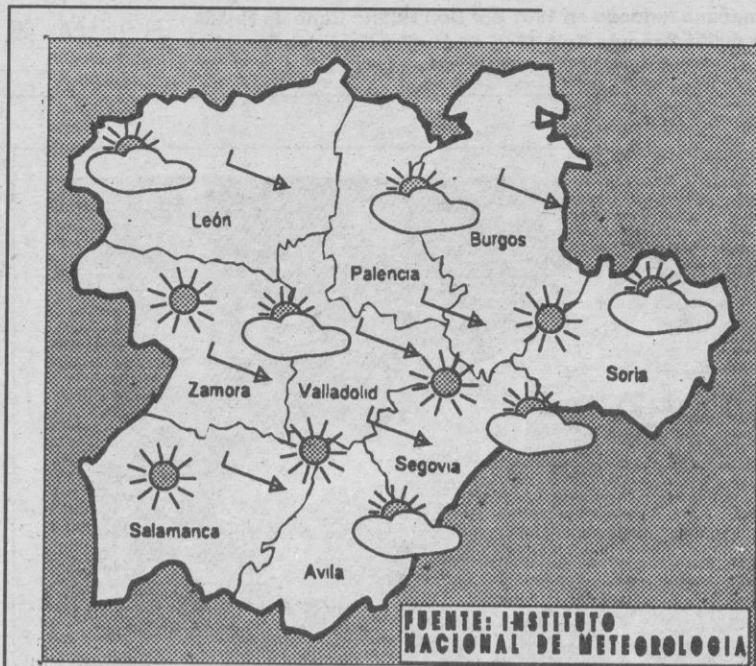 León
Burgos
Palencia
Soria
Zamora
Valladolid
Segovia
Salamanca
Avila
FUENTE: INSTITUTO
NACIONAL DE METEOROLOGIA